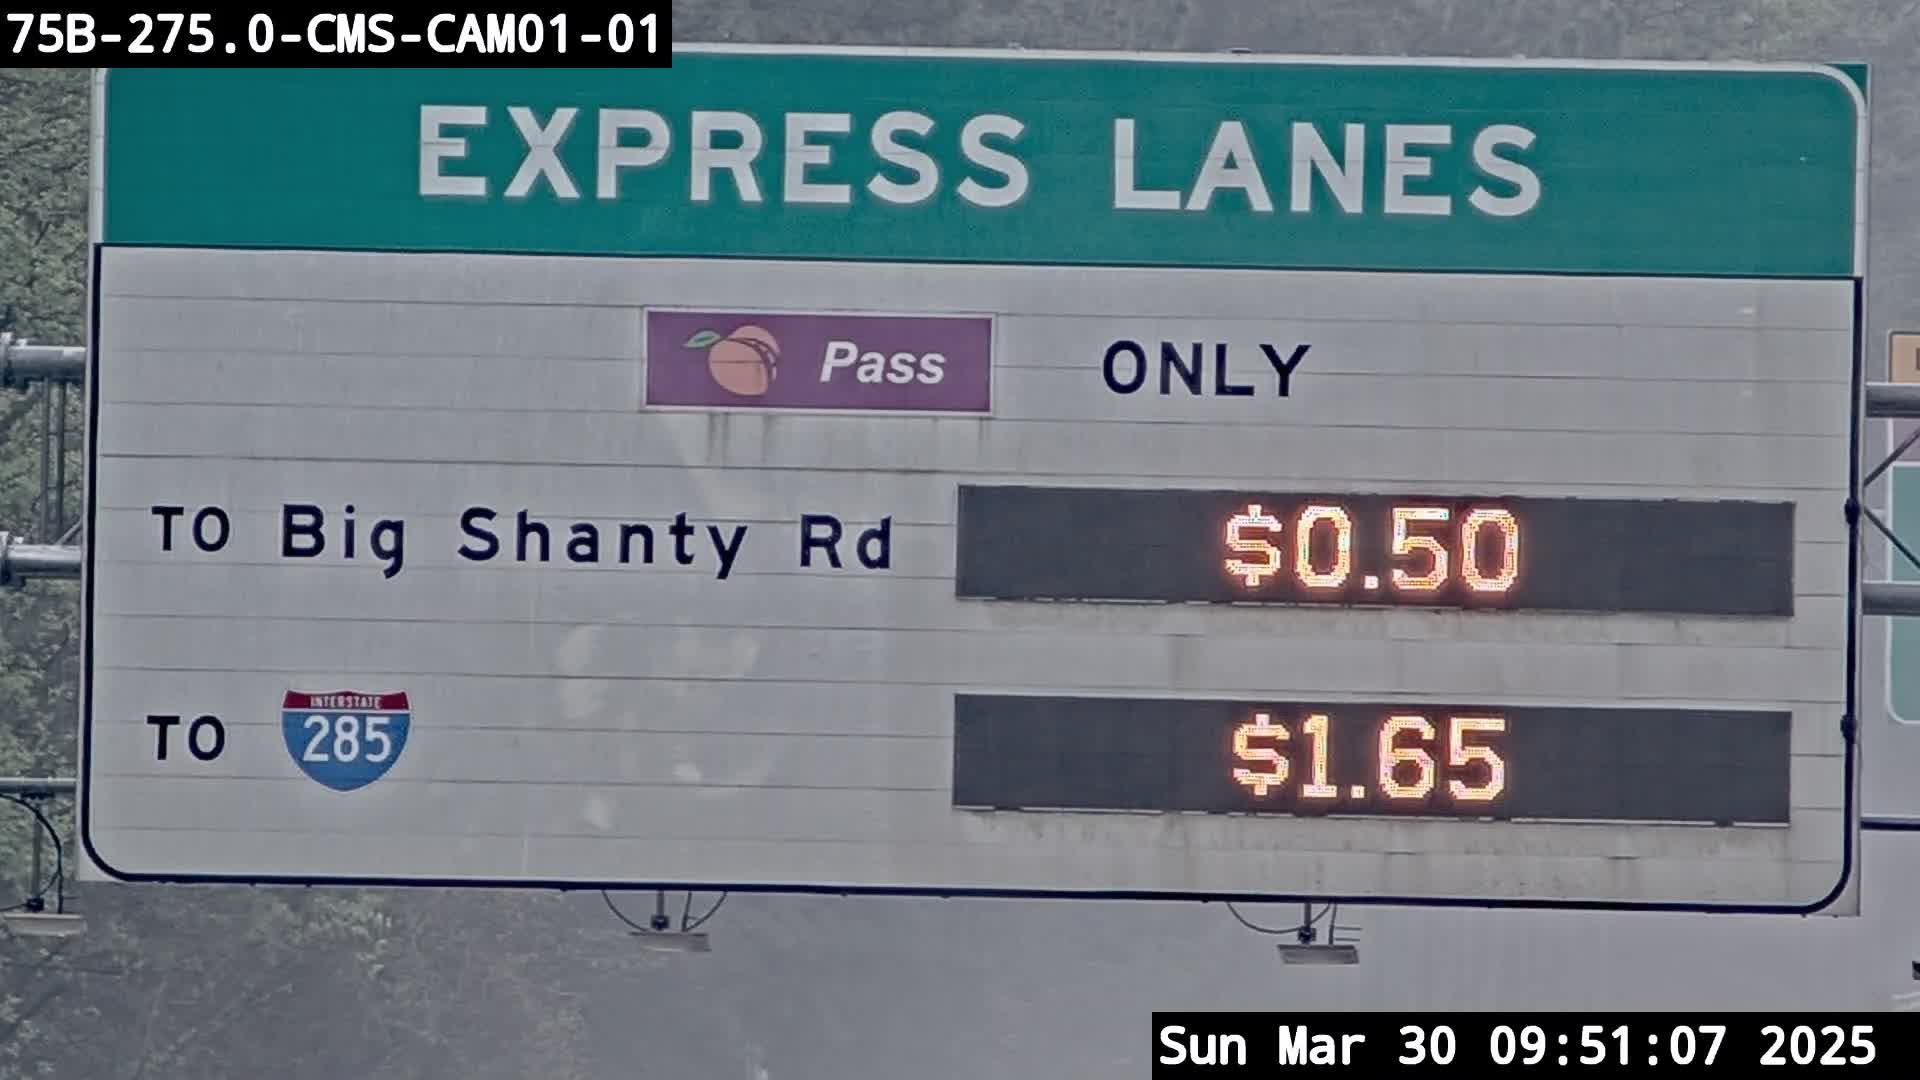 75B-275.0-CMS-CAM01-01
EXPRESS LANES
Pass ONLY
TO Big Shanty Rd $0.50
TO INTERSTATE 285 $1.65
Sun Mar 30 09:51:07 2025